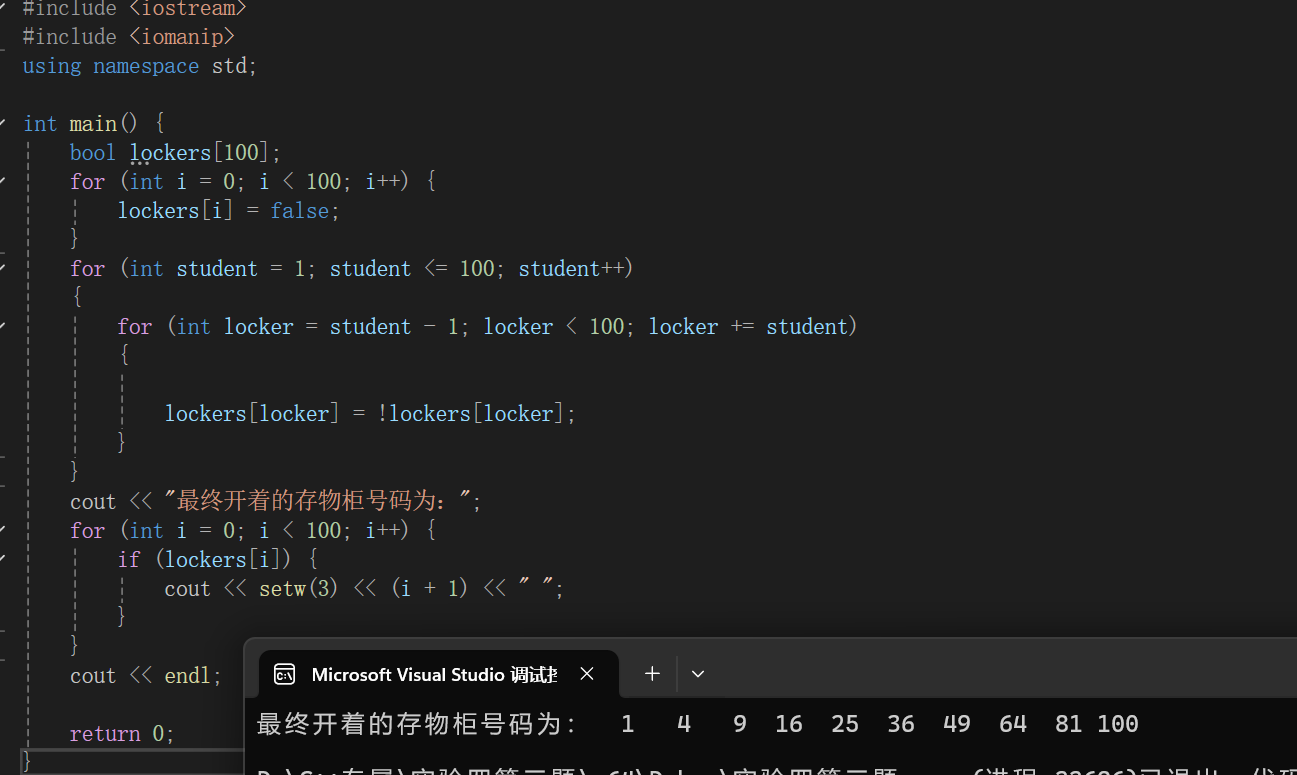 #include <iostream>
#include <iomanip>
using namespace std;
int main() {
bool lockers[100];
for (int i = 0; i < 100; i++) {
lockers[i] = false;
}
for (int student = 1; student <= 100; student++)
{
for (int locker = student - 1; locker < 100; locker += student)
{
lockers[locker] = !lockers[locker];
}
}
cout << "最终开着的存物柜号码为：";
for (int i = 0; i < 100; i++) {
if (lockers[i]) {
cout << setw(3) << (i + 1) << " ";
}
}
cout << endl;
return 0;
}
Microsoft Visual Studio 调试
最终开着的存物柜号码为： 1 4 9 16 25 36 49 64 81 100